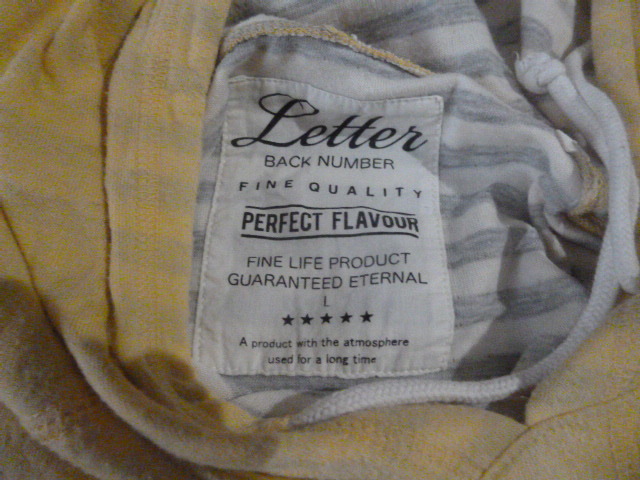 Letter
BACK NUMBER
FINE QUALITY
PERFECT FLAVOUR
FINE LIFE PRODUCT
GUARANTEED ETERNAL
L
★★★★★
A product with the atmosphere
used for a long time